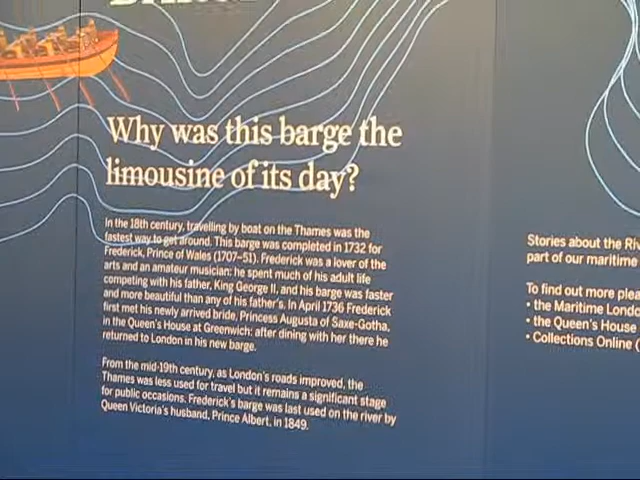 Why was this barge the
limousine of its day?
In the 18th century, travelling by boat on the Thames was the
fastest way to get around. This barge was completed in 1732 for
Frederick, Prince of Wales (1707–51). Frederick was a lover of the
arts and an amateur musician; he spent much of his adult life
competing with his father, King George II, and his barge was faster
and more beautiful than any of his father's. In April 1736 Frederick
first met his newly arrived bride, Princess Augusta of Saxe-Gotha,
in the Queen's House at Greenwich: after dining with her there he
returned to London in his new barge.
From the mid-19th century, as London's roads improved, the
Thames was less used for travel but it remains a significant stage
for public occasions. Frederick's barge was last used on the river by
Queen Victoria's husband, Prince Albert, in 1849.
Stories about the
part of our maritime
To find out more
• the Maritime
• the Queen's House
• Collections Online (